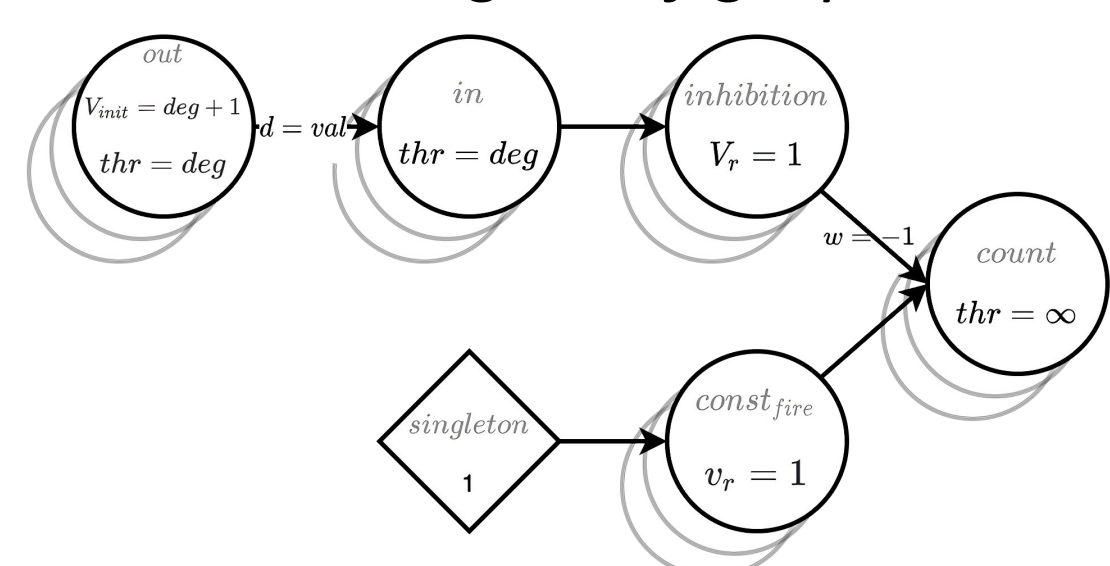 out
V_init = deg + 1
thr = deg
d = val
in
thr = deg
inhibition
V_r = 1
w = −1
count
thr = ∞
singleton
1
const_fire
v_r = 1